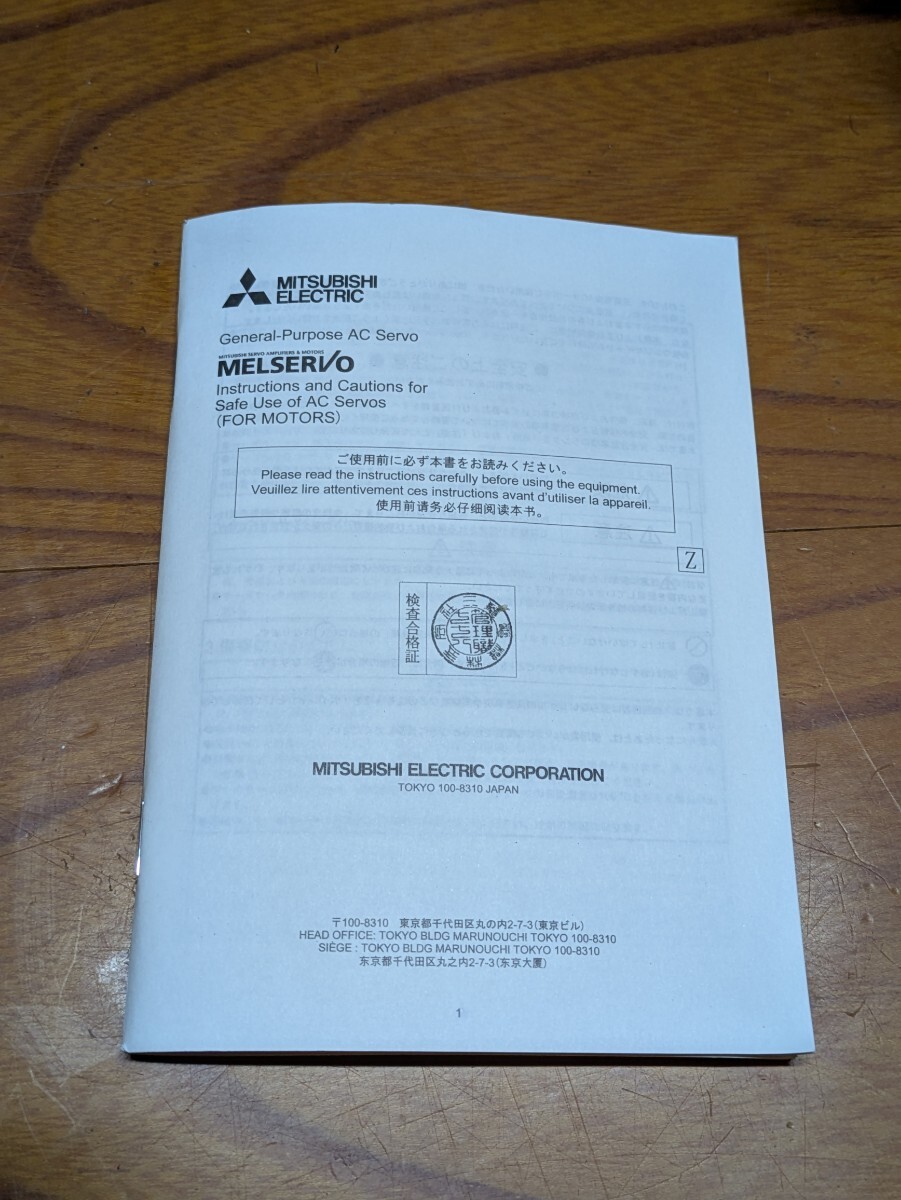 MITSUBISHI
ELECTRIC
General-Purpose AC Servo
MITSUBISHI SERVO AMPLIFIERS & MOTORS
MELSERVO
Instructions and Cautions for
Safe Use of AC Servos
(FOR MOTORS)
ご使用前に必ず本書をお読みください。
Please read the instructions carefully before using the equipment.
Veuillez lire attentivement ces instructions avant d'utiliser la appareil.
使用前请务必仔细阅读本书。
Z
検査合格証
MITSUBISHI ELECTRIC CORPORATION
TOKYO 100-8310 JAPAN
〒100-8310 東京都千代田区丸の内2-7-3(東京ビル)
HEAD OFFICE: TOKYO BLDG MARUNOUCHI TOKYO 100-8310
SIÈGE : TOKYO BLDG MARUNOUCHI TOKYO 100-8310
东京都千代田区丸之内2-7-3(东京大厦)
1